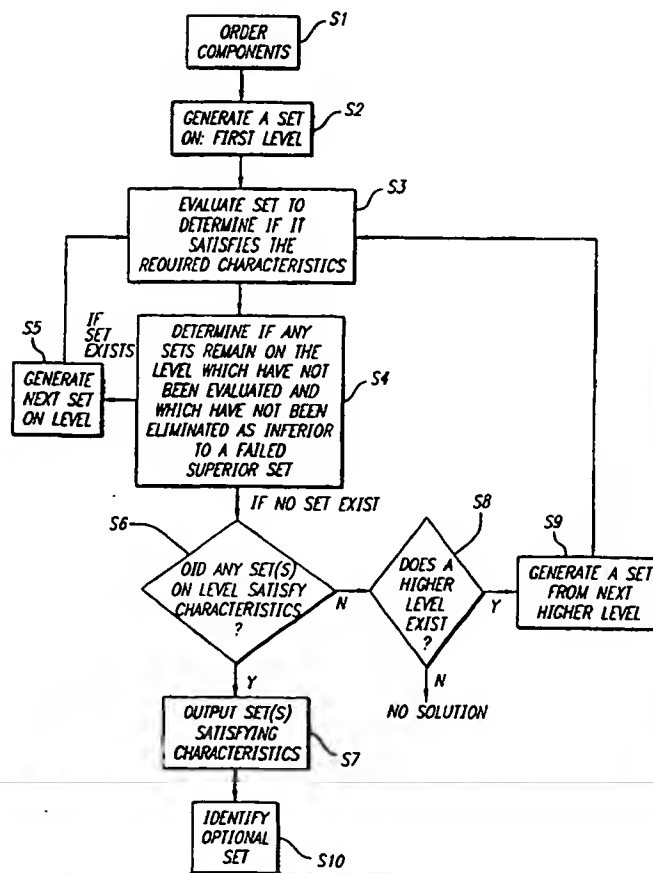 S1
ORDER
COMPONENTS
S2
GENERATE A SET
ON: FIRST LEVEL
S3
EVALUATE SET TO
DETERMINE IF IT
SATISFIES THE
REQUIRED CHARACTERISTICS
S5
IF
SET
EXISTS
GENERATE
NEXT SET
ON LEVEL
DETERMINE IF ANY
SETS REMAIN ON THE
LEVEL WHICH HAVE NOT
BEEN EVALUATED AND
WHICH HAVE NOT BEEN
ELIMINATED AS INFERIOR
TO A FAILED
SUPERIOR SET
S4
IF NO SET EXIST
S6
OID ANY SET(S)
ON LEVEL SATISFY
CHARACTERISTICS
?
N
Y
S8
DOES A
HIGHER
LEVEL
EXIST
?
Y
N
NO SOLUTION
S9
GENERATE A SET
FROM NEXT
HIGHER LEVEL
OUTPUT SET(S)
SATISFYING
CHARACTERISTICS
S7
IDENTIFY
OPTIONAL
SET
S10